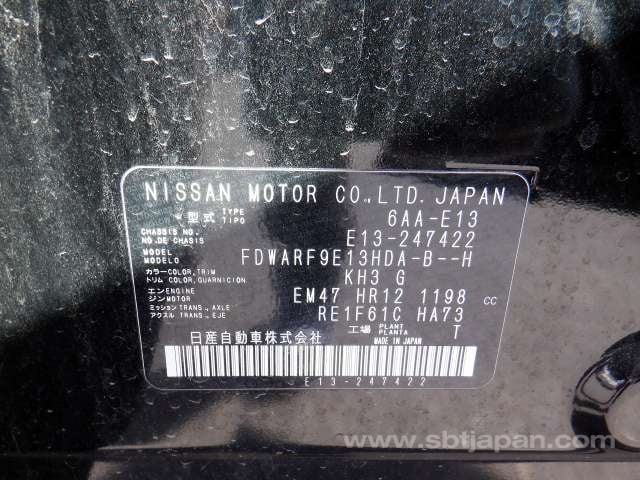 NISSAN MOTOR CO.,LTD. JAPAN
型式 TYPE TIPO 6AA-E13
CHASSIS NO. NO.DE CHASIS E13-247422
MODEL MODELO FDWARF9E13HDA-B--H
カラー COLOR, TRIM
トリム COLOR, GUARNICION KH3 G
エンジン ENGINE MOTOR EM47 HR12 1198 cc
ミッション TRANS., AXLE
アクスル TRANS., EJE RE1F61C HA73
工場 PLANT PLANTA T
日産自動車株式会社 MADE IN JAPAN
E13-247422
www.sbtjapan.com